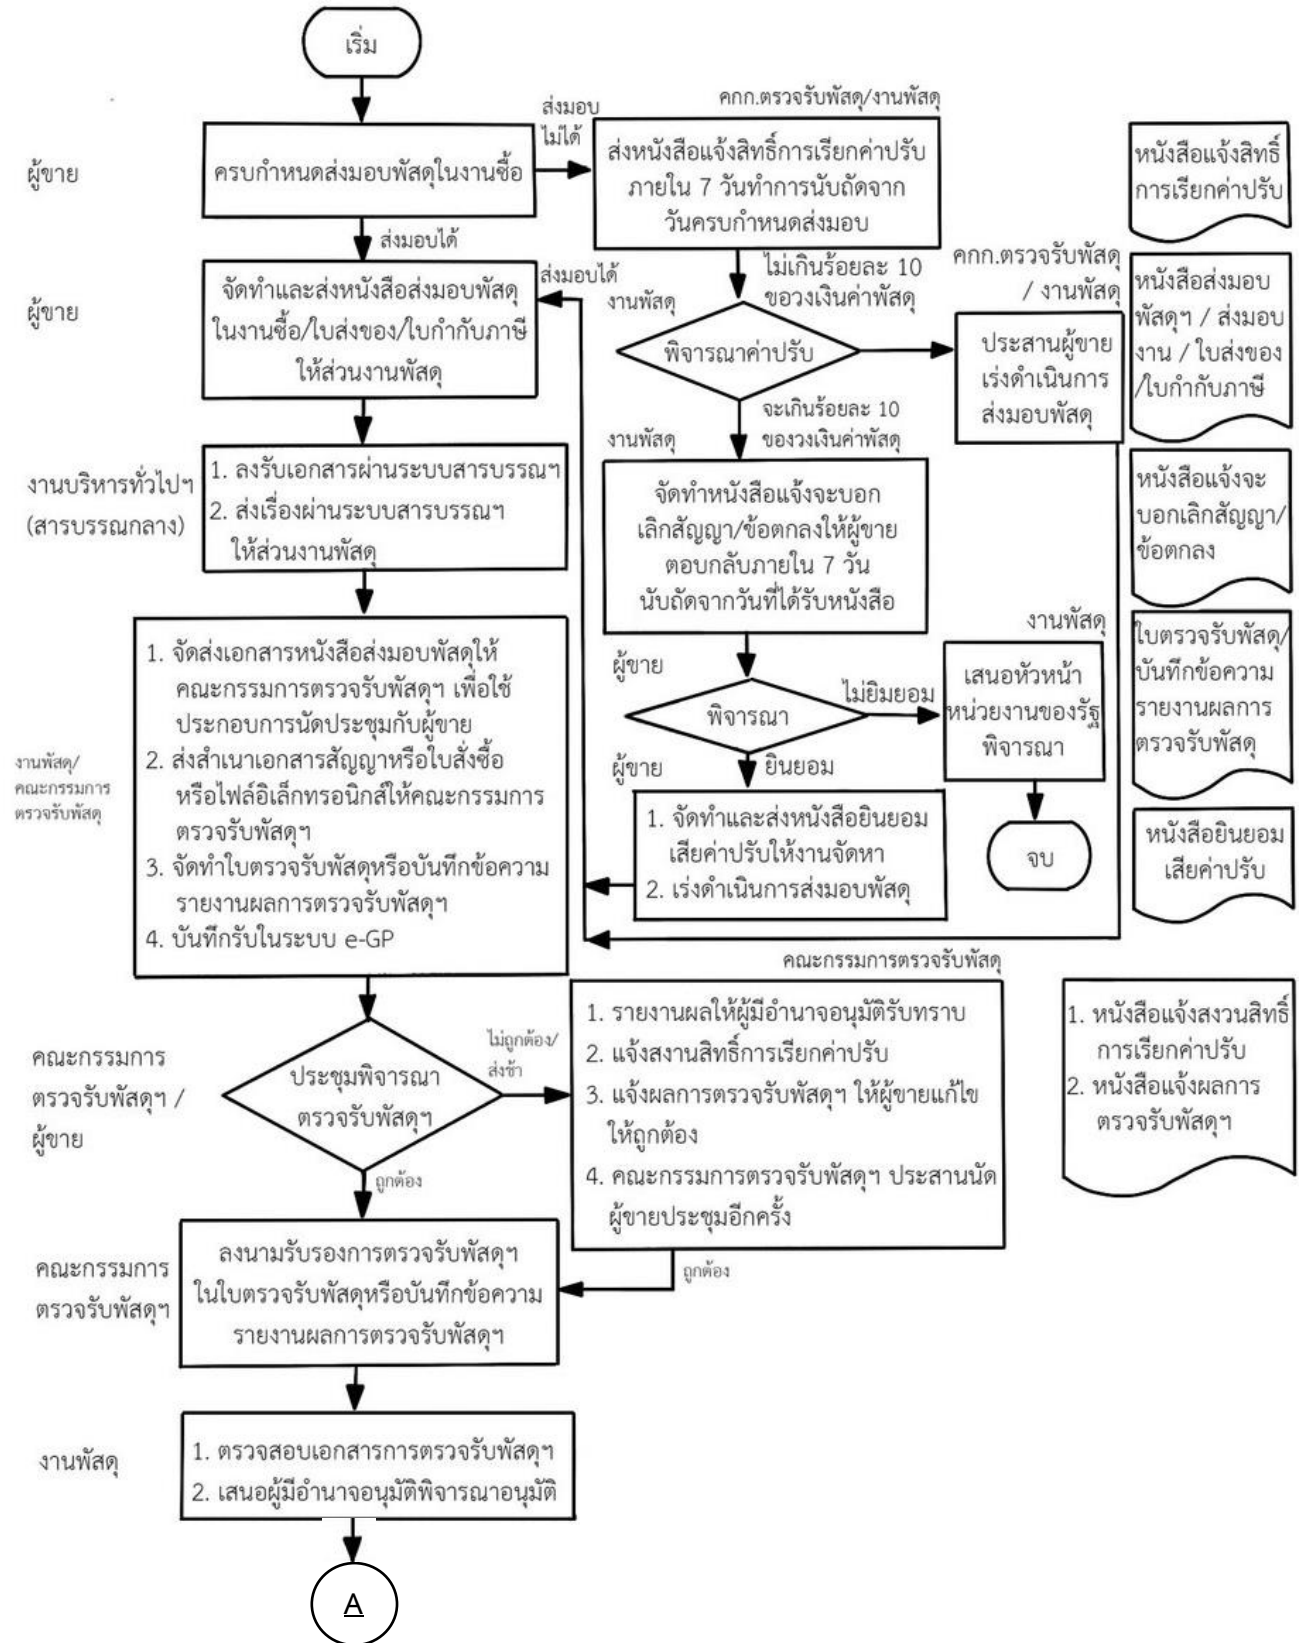 เริ่ม
ผู้ขาย
ครบกำหนดส่งมอบพัสดุในงานซื้อ
ส่งมอบ
ไม่ได้
คกก.ตรวจรับพัสดุ/งานพัสดุ
ส่งหนังสือแจ้งสิทธิ์การเรียกค่าปรับ
ภายใน 7 วันทำการนับถัดจาก
วันครบกำหนดส่งมอบ
หนังสือแจ้งสิทธิ์
การเรียกค่าปรับ
ส่งมอบได้
ผู้ขาย
จัดทำและส่งหนังสือส่งมอบพัสดุ
ในงานซื้อ/ใบส่งของ/ใบกำกับภาษี
ให้ส่วนงานพัสดุ
ส่งมอบได้
ไม่เกินร้อยละ 10
ขอวงเงินค่าพัสดุ
งานพัสดุ
พิจารณาค่าปรับ
คกก.ตรวจรับพัสดุ
/ งานพัสดุ
ประสานผู้ขาย
เร่งดำเนินการ
ส่งมอบพัสดุ
หนังสือส่งมอบ
พัสดุฯ / ส่งมอบ
งาน / ใบส่งของ
/ใบกำกับภาษี
จะเกินร้อยละ 10
ของวงเงินค่าพัสดุ
งานพัสดุ
จัดทำหนังสือแจ้งจะบอก
เลิกสัญญา/ข้อตกลงให้ผู้ขาย
ตอบกลับภายใน 7 วัน
นับถัดจากวันที่ได้รับหนังสือ
หนังสือแจ้งจะ
บอกเลิกสัญญา/
ข้อตกลง
งานบริหารทั่วไปฯ
(สารบรรณกลาง)
1. ลงรับเอกสารผ่านระบบสารบรรณฯ
2. ส่งเรื่องผ่านระบบสารบรรณฯ
ให้ส่วนงานพัสดุ
งานพัสดุ/
คณะกรรมการ
ตรวจรับพัสดุ
1. จัดส่งเอกสารหนังสือส่งมอบพัสดุให้
คณะกรรมการตรวจรับพัสดุฯ เพื่อใช้
ประกอบการนัดประชุมกับผู้ขาย
2. ส่งสำเนาเอกสารสัญญาหรือใบสั่งซื้อ
หรือไฟล์อิเล็กทรอนิกส์ให้คณะกรรมการ
ตรวจรับพัสดุฯ
3. จัดทำใบตรวจรับพัสดุหรือบันทึกข้อความ
รายงานผลการตรวจรับพัสดุฯ
4. บันทึกรับในระบบ e-GP
ผู้ขาย
พิจารณา
ไม่ยิมยอม
งานพัสดุ
เสนอหัวหน้า
หน่วยงานของรัฐ
พิจารณา
จบ
ใบตรวจรับพัสดุ/
บันทึกข้อความ
รายงานผลการ
ตรวจรับพัสดุ
ผู้ขาย
ยินยอม
1. จัดทำและส่งหนังสือยินยอม
เสียค่าปรับให้งานจัดหา
2. เร่งดำเนินการส่งมอบพัสดุ
หนังสือยินยอม
เสียค่าปรับ
คณะกรรมการ
ตรวจรับพัสดุฯ /
ผู้ขาย
ประชุมพิจารณา
ตรวจรับพัสดุฯ
ไม่ถูกต้อง/
ส่งช้า
คณะกรรมการตรวจรับพัสดุ
1. รายงานผลให้ผู้มีอำนาจอนุมัติรับทราบ
2. แจ้งสงานสิทธิ์การเรียกค่าปรับ
3. แจ้งผลการตรวจรับพัสดุฯ ให้ผู้ขายแก้ไข
ให้ถูกต้อง
4. คณะกรรมการตรวจรับพัสดุฯ ประสานนัด
ผู้ขายประชุมอีกครั้ง
1. หนังสือแจ้งสงวนสิทธิ์
การเรียกค่าปรับ
2. หนังสือแจ้งผลการ
ตรวจรับพัสดุฯ
ถูกต้อง
คณะกรรมการ
ตรวจรับพัสดุฯ
ลงนามรับรองการตรวจรับพัสดุฯ
ในใบตรวจรับพัสดุหรือบันทึกข้อความ
รายงานผลการตรวจรับพัสดุฯ
ถูกต้อง
งานพัสดุ
1. ตรวจสอบเอกสารการตรวจรับพัสดุฯ
2. เสนอผู้มีอำนาจอนุมัติพิจารณาอนุมัติ
A